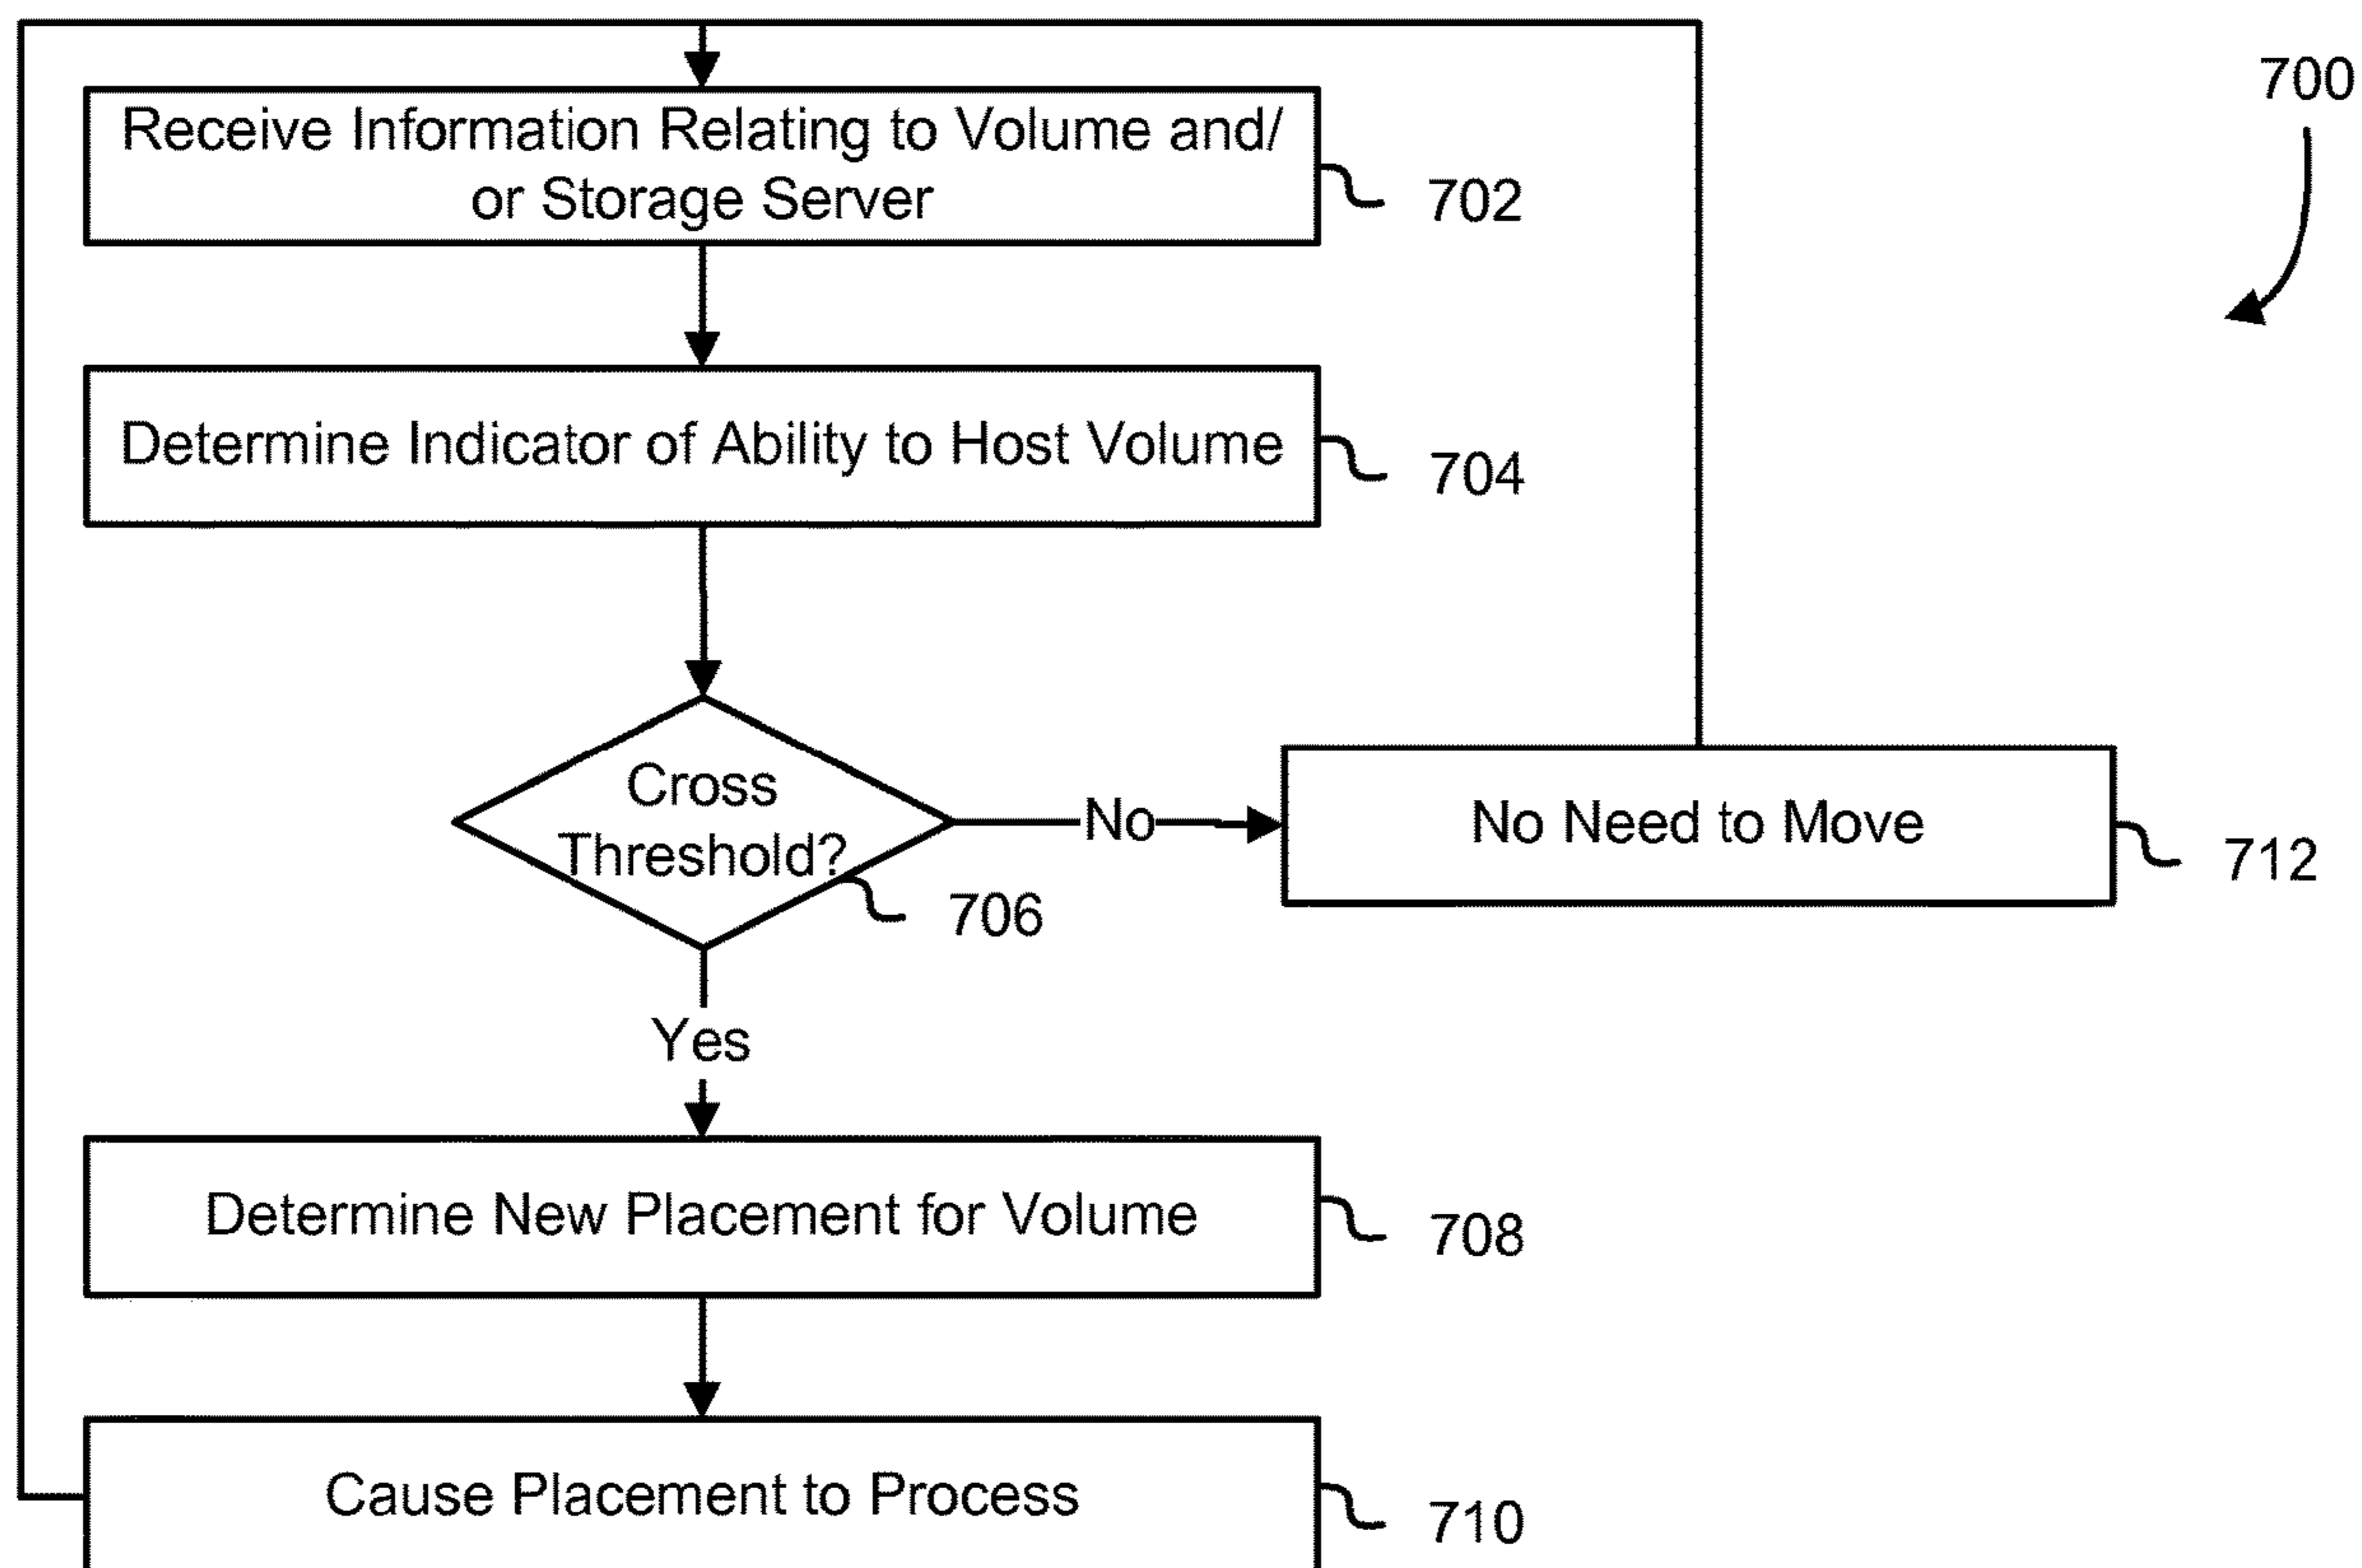 700
Receive Information Relating to Volume and/
or Storage Server
702
Determine Indicator of Ability to Host Volume
704
Cross
Threshold?
706
No
No Need to Move
712
Yes
Determine New Placement for Volume
708
Cause Placement to Process
710